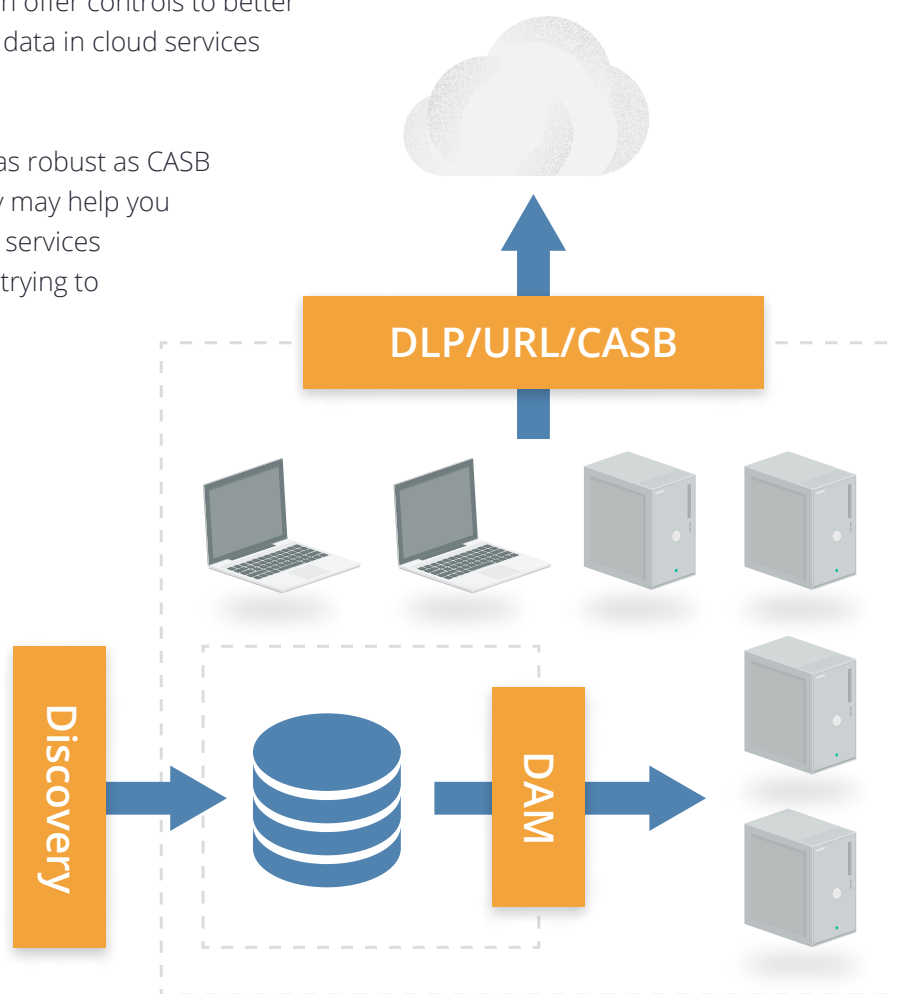 offer controls to better
data in cloud services
as robust as CASB
may help you
services
trying to
DLP/URL/CASB
Discovery
DAM